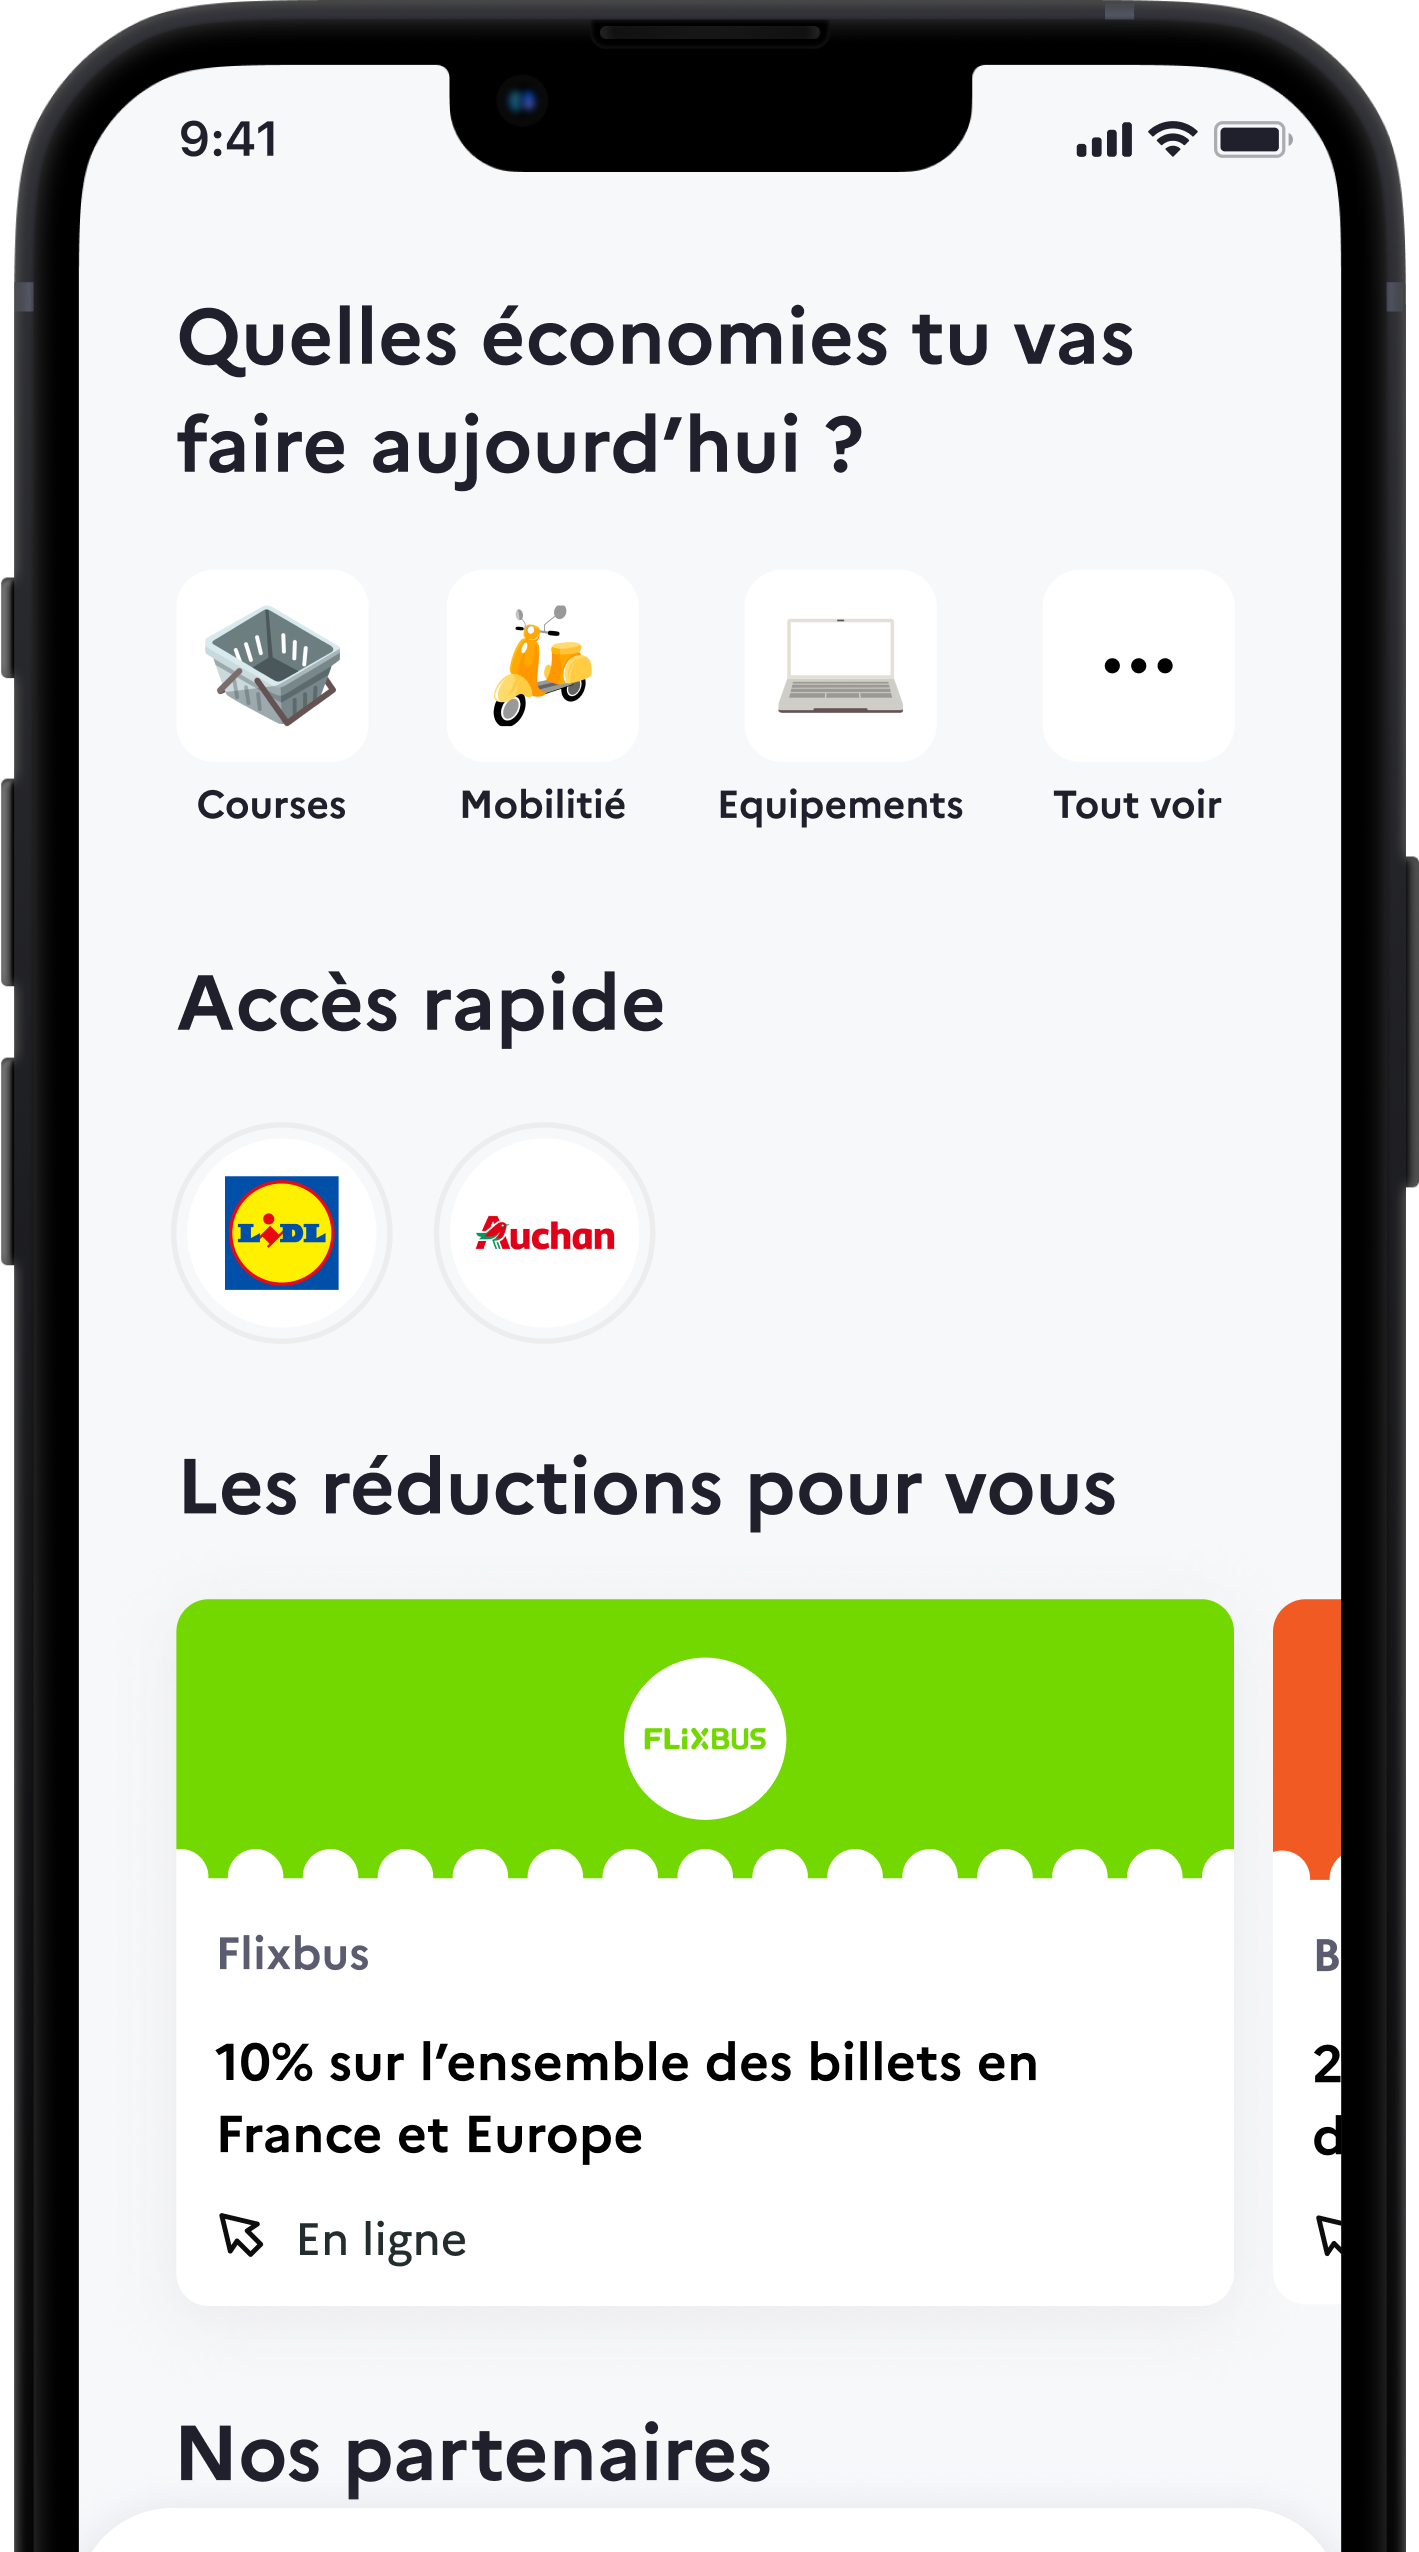 9:41
Quelles économies tu vas
faire aujourd’hui ?
Courses
Mobilitié
Equipements
Tout voir
Accès rapide
LIDL
Auchan
Les réductions pour vous
FLiXBUS
Flixbus
10% sur l’ensemble des billets en
France et Europe
En ligne
B
2
d
Nos partenaires